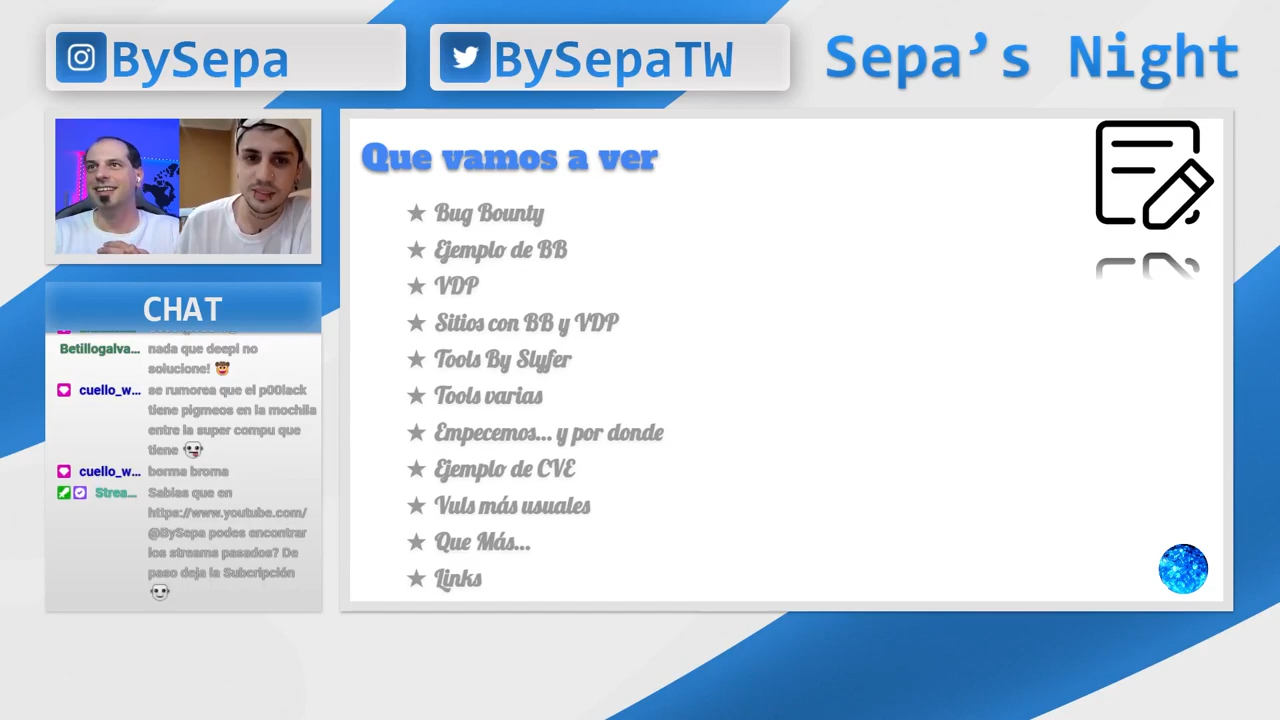 BySepa
BySepaTW
Sepa’s Night
Que vamos a ver
★ Bug Bounty
★ Ejemplo de BB
★ VDP
★ Sitios con BB y VDP
★ Tools By Slyfer
★ Tools varias
★ Empecemos... y por donde
★ Ejemplo de CVE
★ Vuls más usuales
★ Que Más...
★ Links
CHAT
Betillogalva... nada que deepl no
solucione! 🤠
cuello_w... se rumorea que el p00lack
tiene pigmeos en la mochila
entre la super compu que
tiene
cuello_w... borma broma
Strea... Sabias que en
https://www.youtube.com/
@BySepa podes encontrar
los streams pasados? De
paso deja la Subcripción